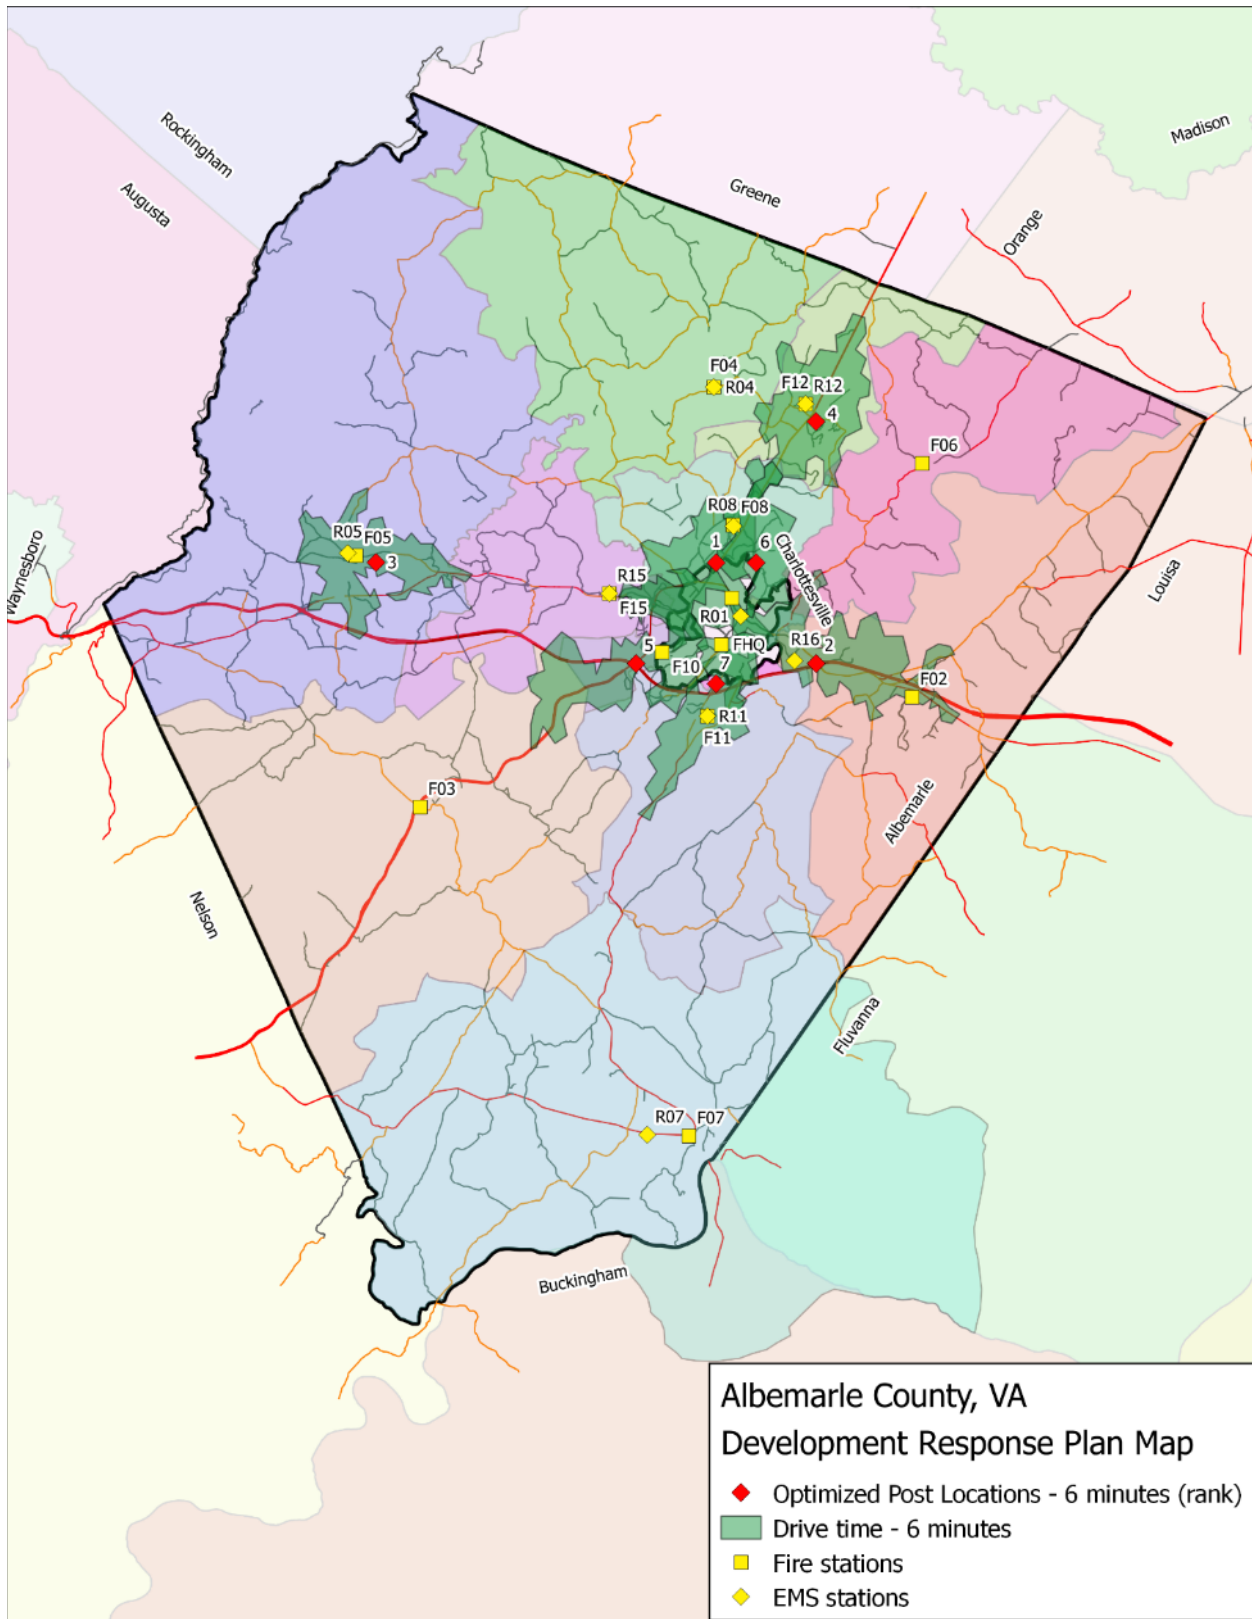 Rockingham
Augusta
Madison
Greene
Orange
F04
R04
F12
R12
4
F06
R08
F08
R05
F05
3
1
6
Charlottesville
Waynesboro
R15
F15
R01
Louisa
5
F10
FHQ
7
R16
2
F02
R11
F11
F03
Albemarle
Nelson
Fluvanna
R07
F07
Buckingham
Albemarle County, VA
Development Response Plan Map
Optimized Post Locations - 6 minutes (rank)
Drive time - 6 minutes
Fire stations
EMS stations